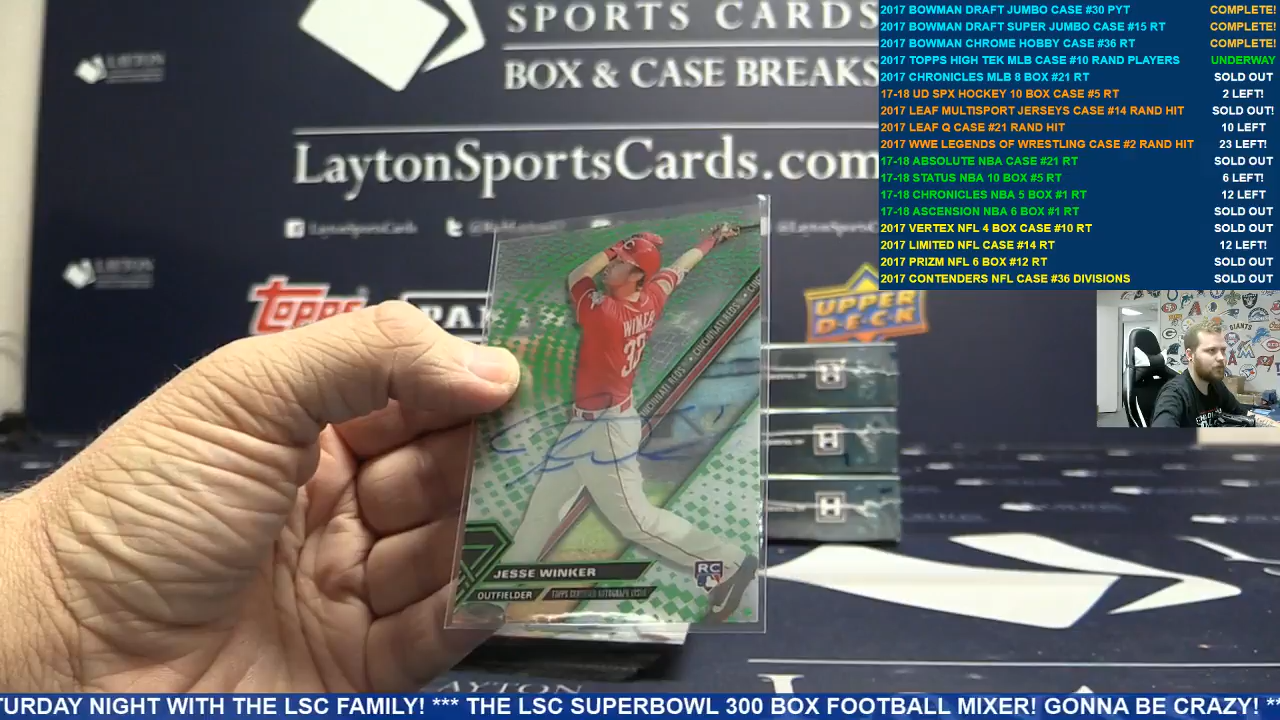 SPORTS CARDS
BOX & CASE BREAKS
LaytonSportsCards.com
topps
PA
UPPER
DECK
WINKER
33
CINCINNATI REDS
JESSE WINKER
OUTFIELDER
TOPPS CERTIFIED AUTOGRAPH ISSUE
RC
H
H
H
GIANTS
2017 BOWMAN DRAFT JUMBO CASE #30 PYT COMPLETE!
2017 BOWMAN DRAFT SUPER JUMBO CASE #15 RT COMPLETE!
2017 BOWMAN CHROME HOBBY CASE #36 RT COMPLETE!
2017 TOPPS HIGH TEK MLB CASE #10 RAND PLAYERS UNDERWAY
2017 CHRONICLES MLB 8 BOX #21 RT SOLD OUT
17-18 UD SPX HOCKEY 10 BOX CASE #5 RT 2 LEFT!
2017 LEAF MULTISPORT JERSEYS CASE #14 RAND HIT SOLD OUT!
2017 LEAF Q CASE #21 RAND HIT 10 LEFT
2017 WWE LEGENDS OF WRESTLING CASE #2 RAND HIT 23 LEFT!
17-18 ABSOLUTE NBA CASE #21 RT SOLD OUT
17-18 STATUS NBA 10 BOX #5 RT 6 LEFT!
17-18 CHRONICLES NBA 5 BOX #1 RT 12 LEFT
17-18 ASCENSION NBA 6 BOX #1 RT SOLD OUT
2017 VERTEX NFL 4 BOX CASE #10 RT SOLD OUT
2017 LIMITED NFL CASE #14 RT 12 LEFT!
2017 PRIZM NFL 6 BOX #12 RT SOLD OUT
2017 CONTENDERS NFL CASE #36 DIVISIONS SOLD OUT
TURDAY NIGHT WITH THE LSC FAMILY! *** THE LSC SUPERBOWL 300 BOX FOOTBALL MIXER! GONNA BE CRAZY! **